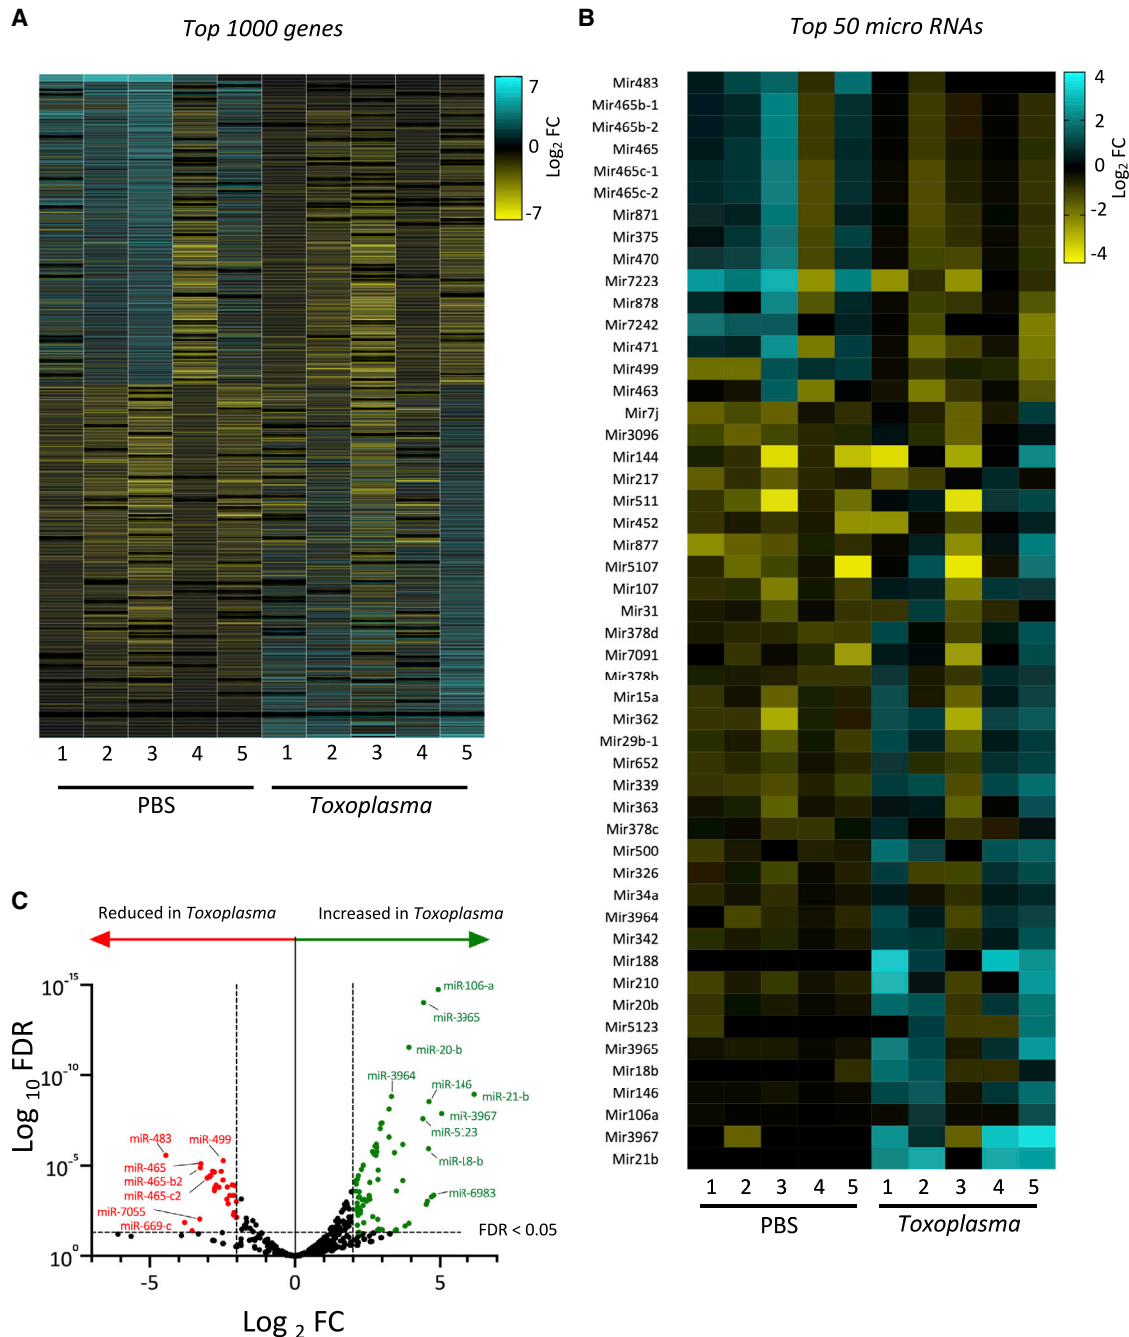 A
Top 1000 genes
7
0
-7
Log2 FC
1 2 3 4 5 1 2 3 4 5
PBS
Toxoplasma
B
Top 50 micro RNAs
Mir483
Mir465b-1
Mir465b-2
Mir465
Mir465c-1
Mir465c-2
Mir871
Mir375
Mir470
Mir7223
Mir878
Mir7242
Mir471
Mir499
Mir463
Mir7j
Mir3096
Mir144
Mir217
Mir511
Mir452
Mir877
Mir5107
Mir107
Mir31
Mir378d
Mir7091
Mir378b
Mir15a
Mir362
Mir29b-1
Mir652
Mir339
Mir363
Mir378c
Mir500
Mir326
Mir34a
Mir3964
Mir342
Mir188
Mir210
Mir20b
Mir5123
Mir3965
Mir18b
Mir146
Mir106a
Mir3967
Mir21b
4
2
0
-2
-4
Log2 FC
1 2 3 4 5 1 2 3 4 5
PBS
Toxoplasma
C
Reduced in Toxoplasma
Increased in Toxoplasma
Log 10 FDR
10-15
10-10
10-5
100
miR-106-a
miR-3965
miR-20-b
miR-3964
miR-146
miR-21-b
miR-3967
miR-5123
miR-18-b
miR-6983
miR-483
miR-499
miR-465
miR-465-b2
miR-465-c2
miR-7055
miR-669-c
FDR < 0.05
-5 0 5
Log 2 FC